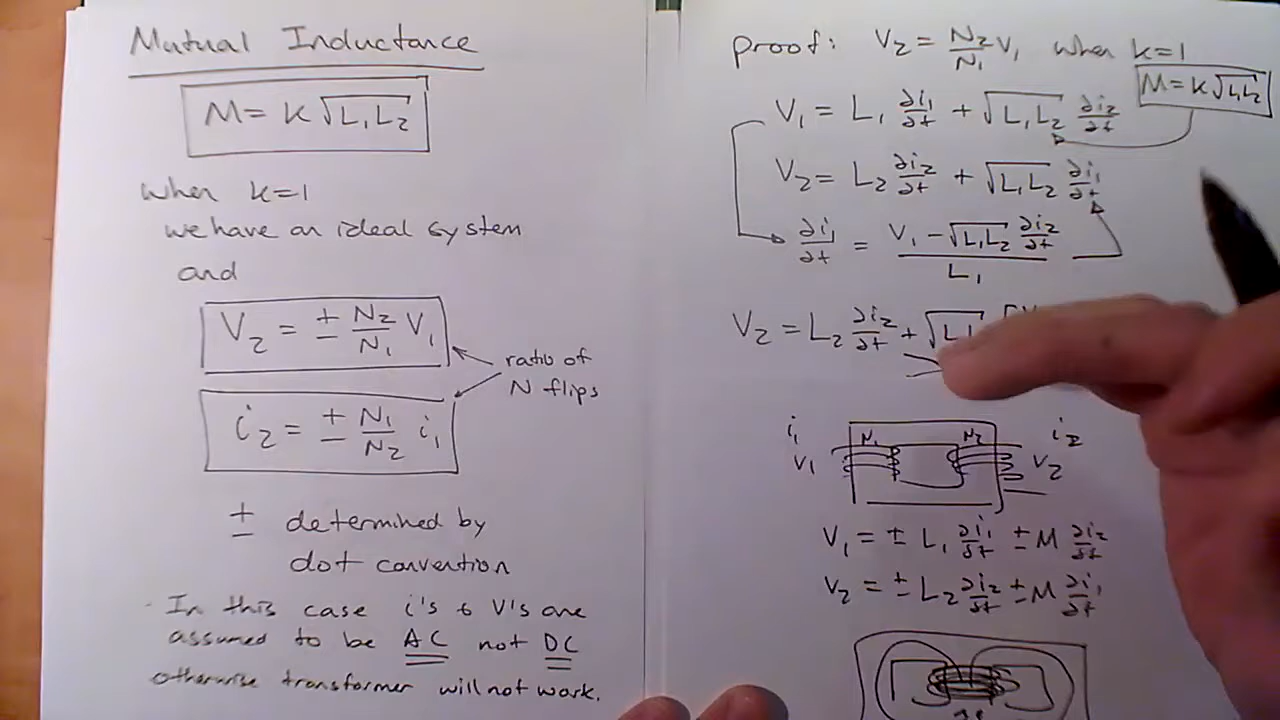 Mutual Inductance
M = K √L₁L₂
when k=1
we have an ideal system
and
V₂ = ± N₂/N₁ V₁
i₂ = ± N₁/N₂ i₁
ratio of
N flips
± determined by
dot convention
In this case i's & V's are
assumed to be AC not DC
otherwise transformer will not work.
proof: V₂ = N₂/N₁ V₁ when k=1
M = K √L₁L₂
V₁ = L₁ ∂i₁/∂t + √L₁L₂ ∂i₂/∂t
V₂ = L₂ ∂i₂/∂t + √L₁L₂ ∂i₁/∂t
∂i₁/∂t = V₁ - √L₁L₂ ∂i₂/∂t / L₁
V₂ = L₂ ∂i₂/∂t + √L₁
i₁ N₁ N₂ i₂
V₁ V₂
V₁ = ± L₁ ∂i₁/∂t ± M ∂i₂/∂t
V₂ = ± L₂ ∂i₂/∂t ± M ∂i₁/∂t